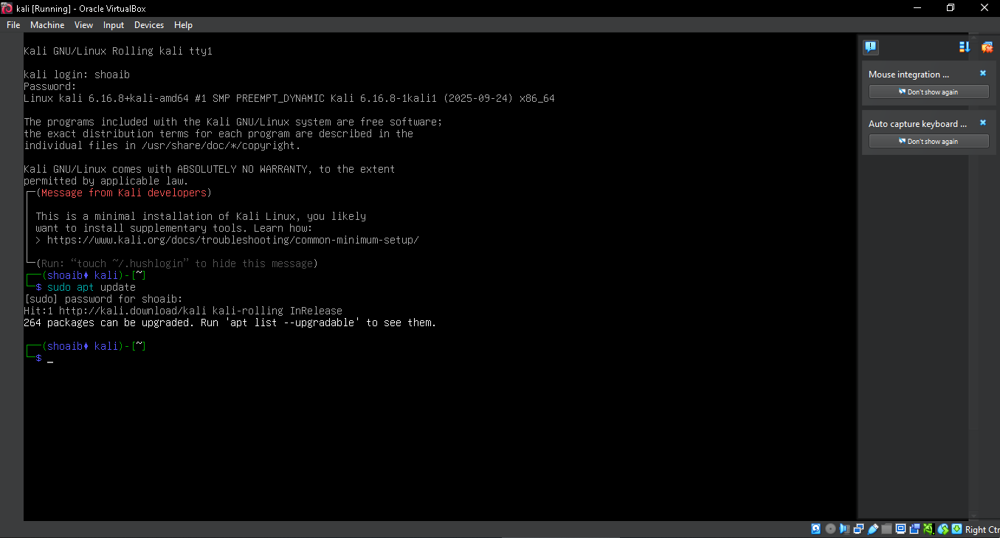 kali [Running] - Oracle VirtualBox
File Machine View Input Devices Help
Kali GNU/Linux Rolling kali tty1
kali login: shoaib
Password:
Linux kali 6.16.8+kali-amd64 #1 SMP PREEMPT_DYNAMIC Kali 6.16.8-1kali1 (2025-09-24) x86_64
The programs included with the Kali GNU/Linux system are free software;
the exact distribution terms for each program are described in the
individual files in /usr/share/doc/*/copyright.
Kali GNU/Linux comes with ABSOLUTELY NO WARRANTY, to the extent
permitted by applicable law.
┌──(Message from Kali developers)
│
│ This is a minimal installation of Kali Linux, you likely
│ want to install supplementary tools. Learn how:
│ > https://www.kali.org/docs/troubleshooting/common-minimum-setup/
│
└──(Run: “touch ~/.hushlogin” to hide this message)
┌──(shoaib♦ kali)-[~]
└─$ sudo apt update
[sudo] password for shoaib:
Hit:1 http://kali.download/kali kali-rolling InRelease
264 packages can be upgraded. Run 'apt list --upgradable' to see them.
┌──(shoaib♦ kali)-[~]
└─$ _
Mouse integration ...
Don't show again
Auto capture keyboard ...
Don't show again
Right Ctr